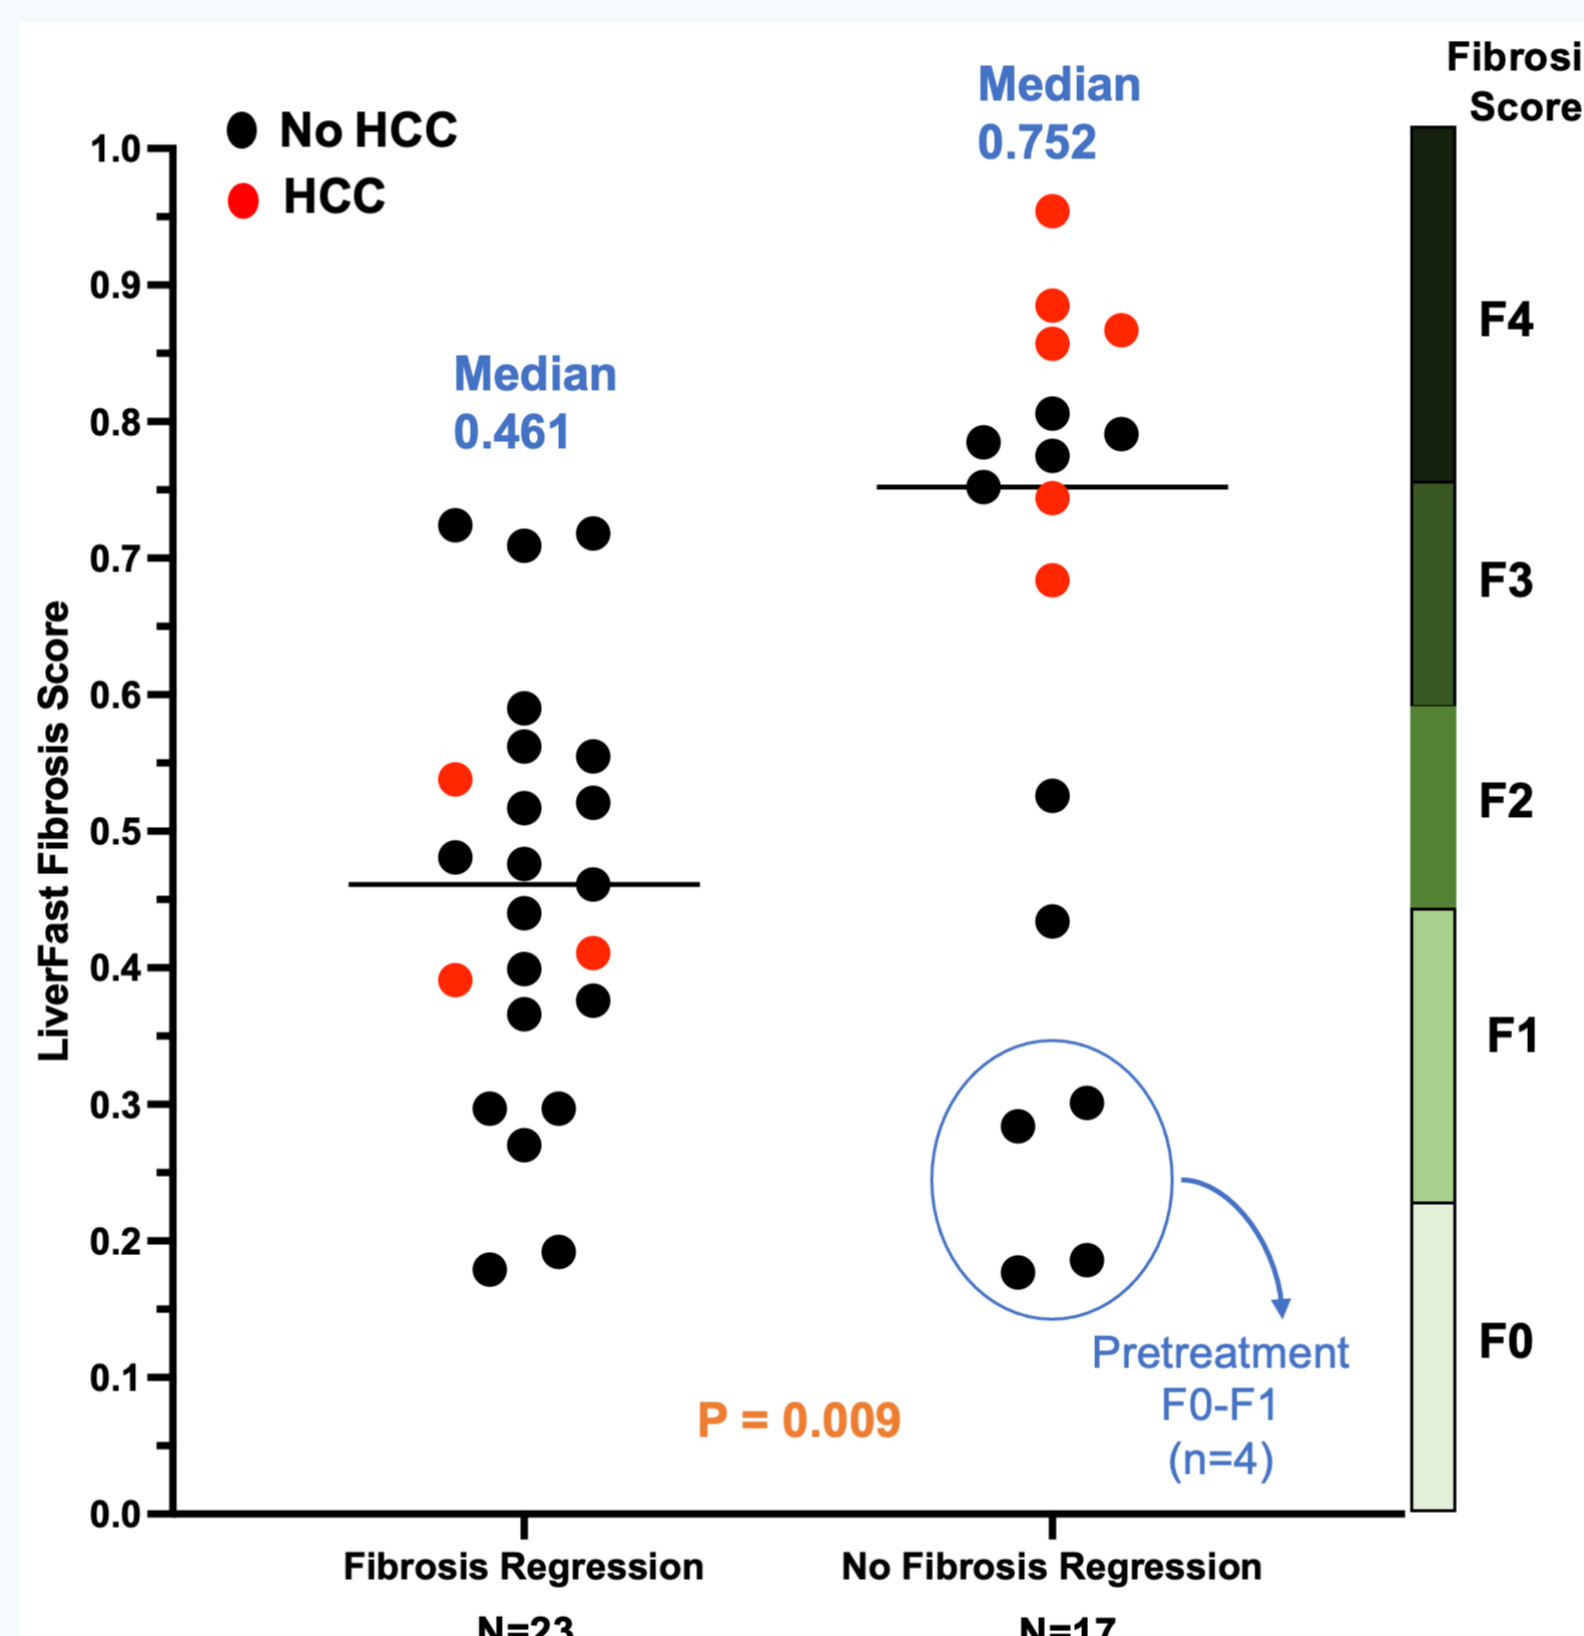 Fibrosi
Score
Median
0.752
No HCC
HCC
1.0
0.9
0.8
0.7
0.6
0.5
0.4
0.3
0.2
0.1
0.0
LiverFast Fibrosis Score
Median
0.461
F4
F3
F2
F1
F0
Pretreatment
F0-F1
(n=4)
P = 0.009
Fibrosis Regression
No Fibrosis Regression
N=23
N=17